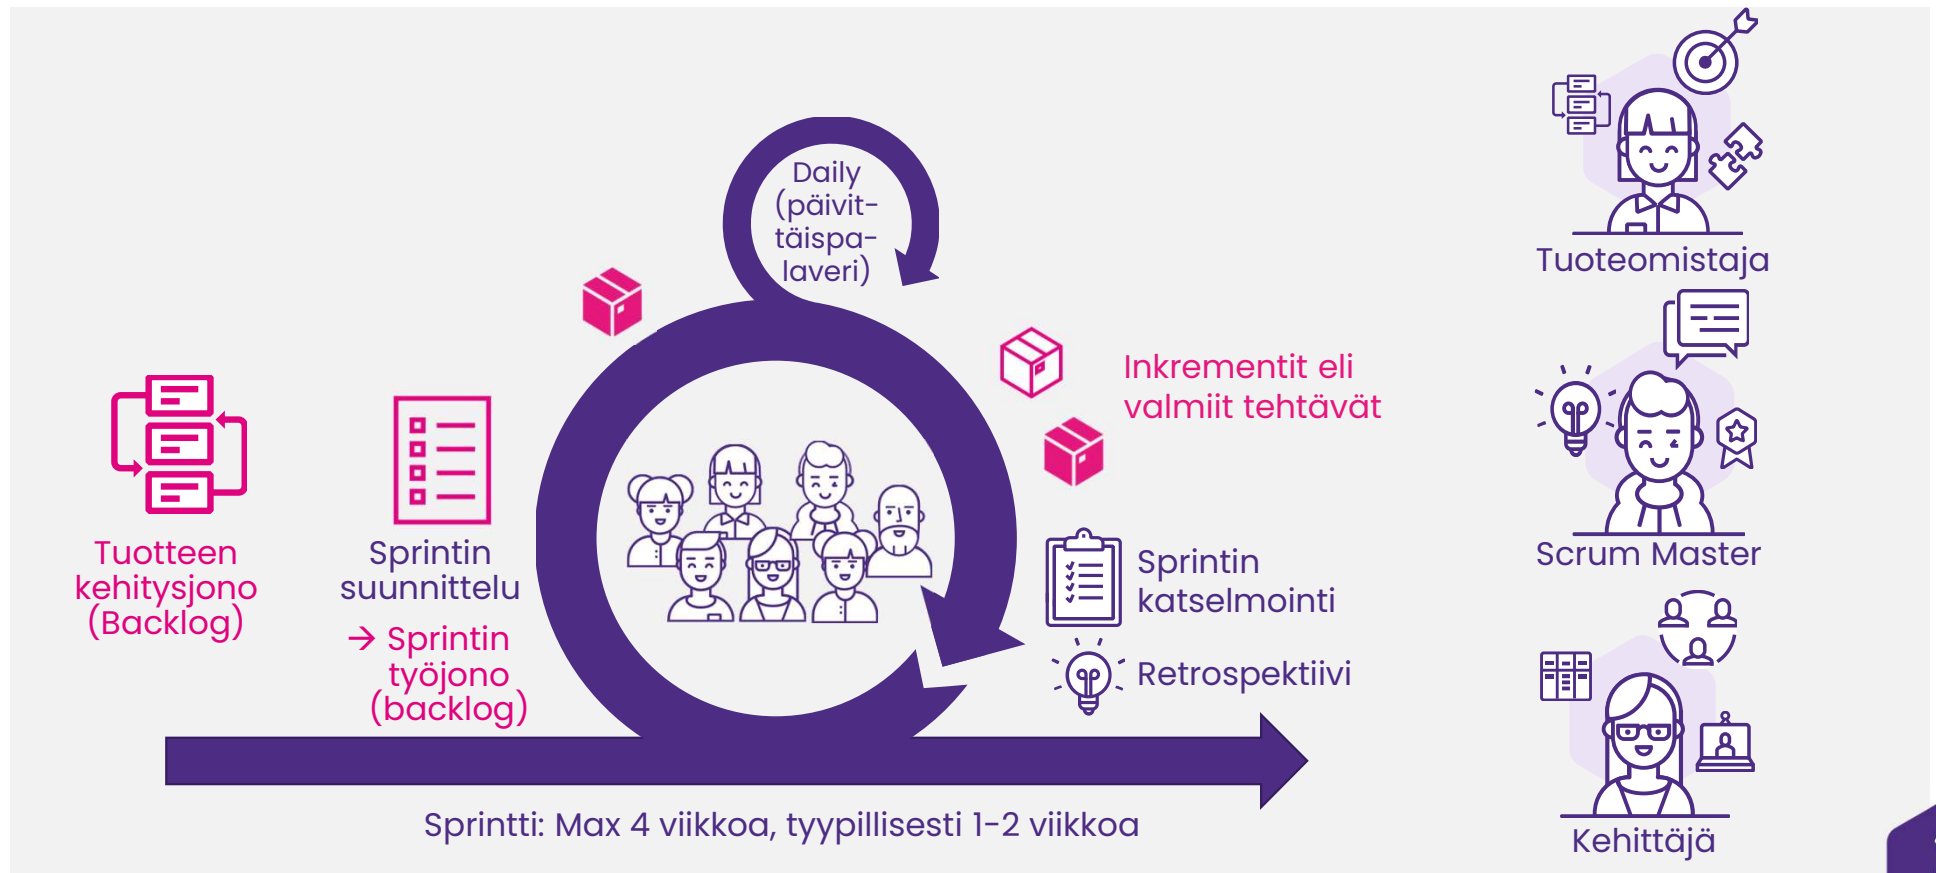 Daily
(päivit-
täispa-
laveri)
Inkrementit eli
valmiit tehtävät
Tuotteen
kehitysjono
(Backlog)
Sprintin
suunnittelu
→ Sprintin
työjono
(backlog)
Sprintin
katselmointi
Retrospektiivi
Sprintti: Max 4 viikkoa, tyypillisesti 1-2 viikkoa
Tuoteomistaja
Scrum Master
Kehittäjä